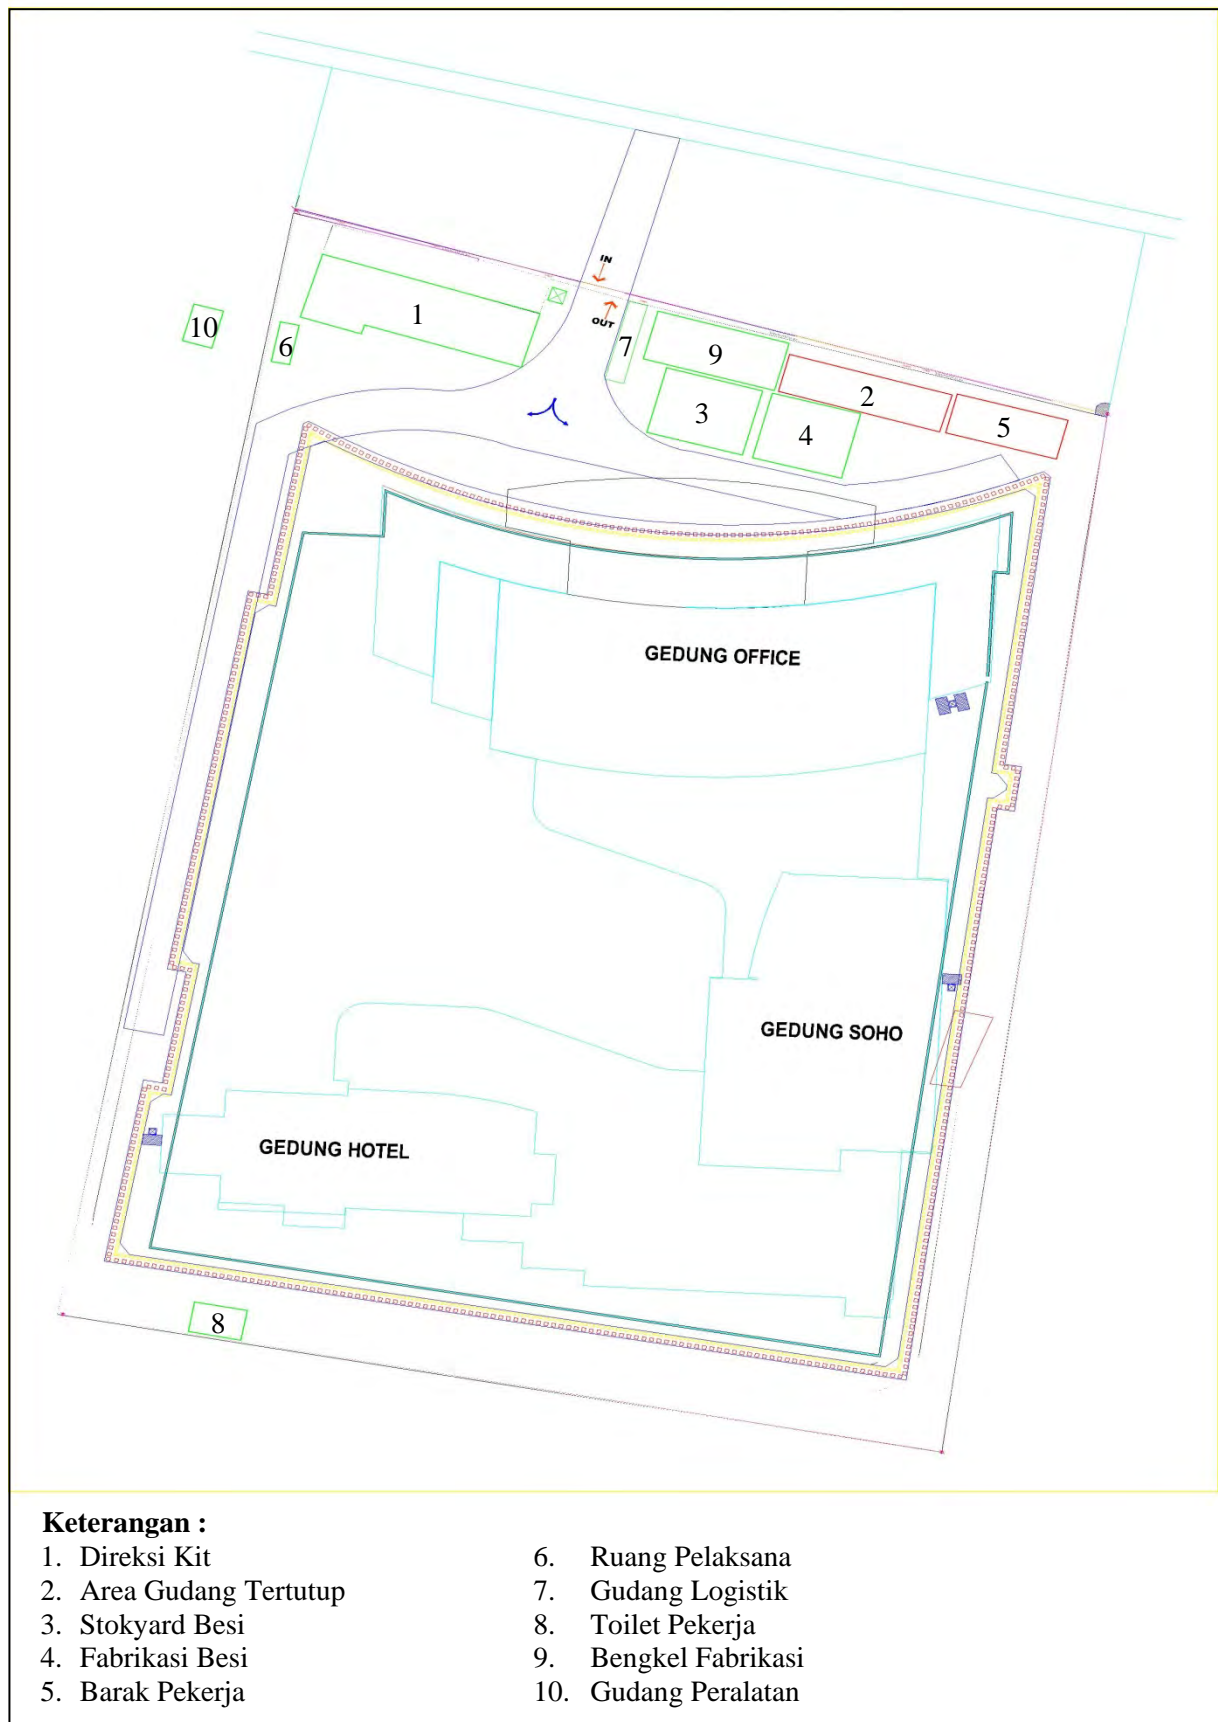 IN
OUT
1
10
6
7
9
2
3
4
5
GEDUNG OFFICE
GEDUNG SOHO
GEDUNG HOTEL
8
Keterangan :
1. Direksi Kit
2. Area Gudang Tertutup
3. Stokyard Besi
4. Fabrikasi Besi
5. Barak Pekerja
6. Ruang Pelaksana
7. Gudang Logistik
8. Toilet Pekerja
9. Bengkel Fabrikasi
10. Gudang Peralatan